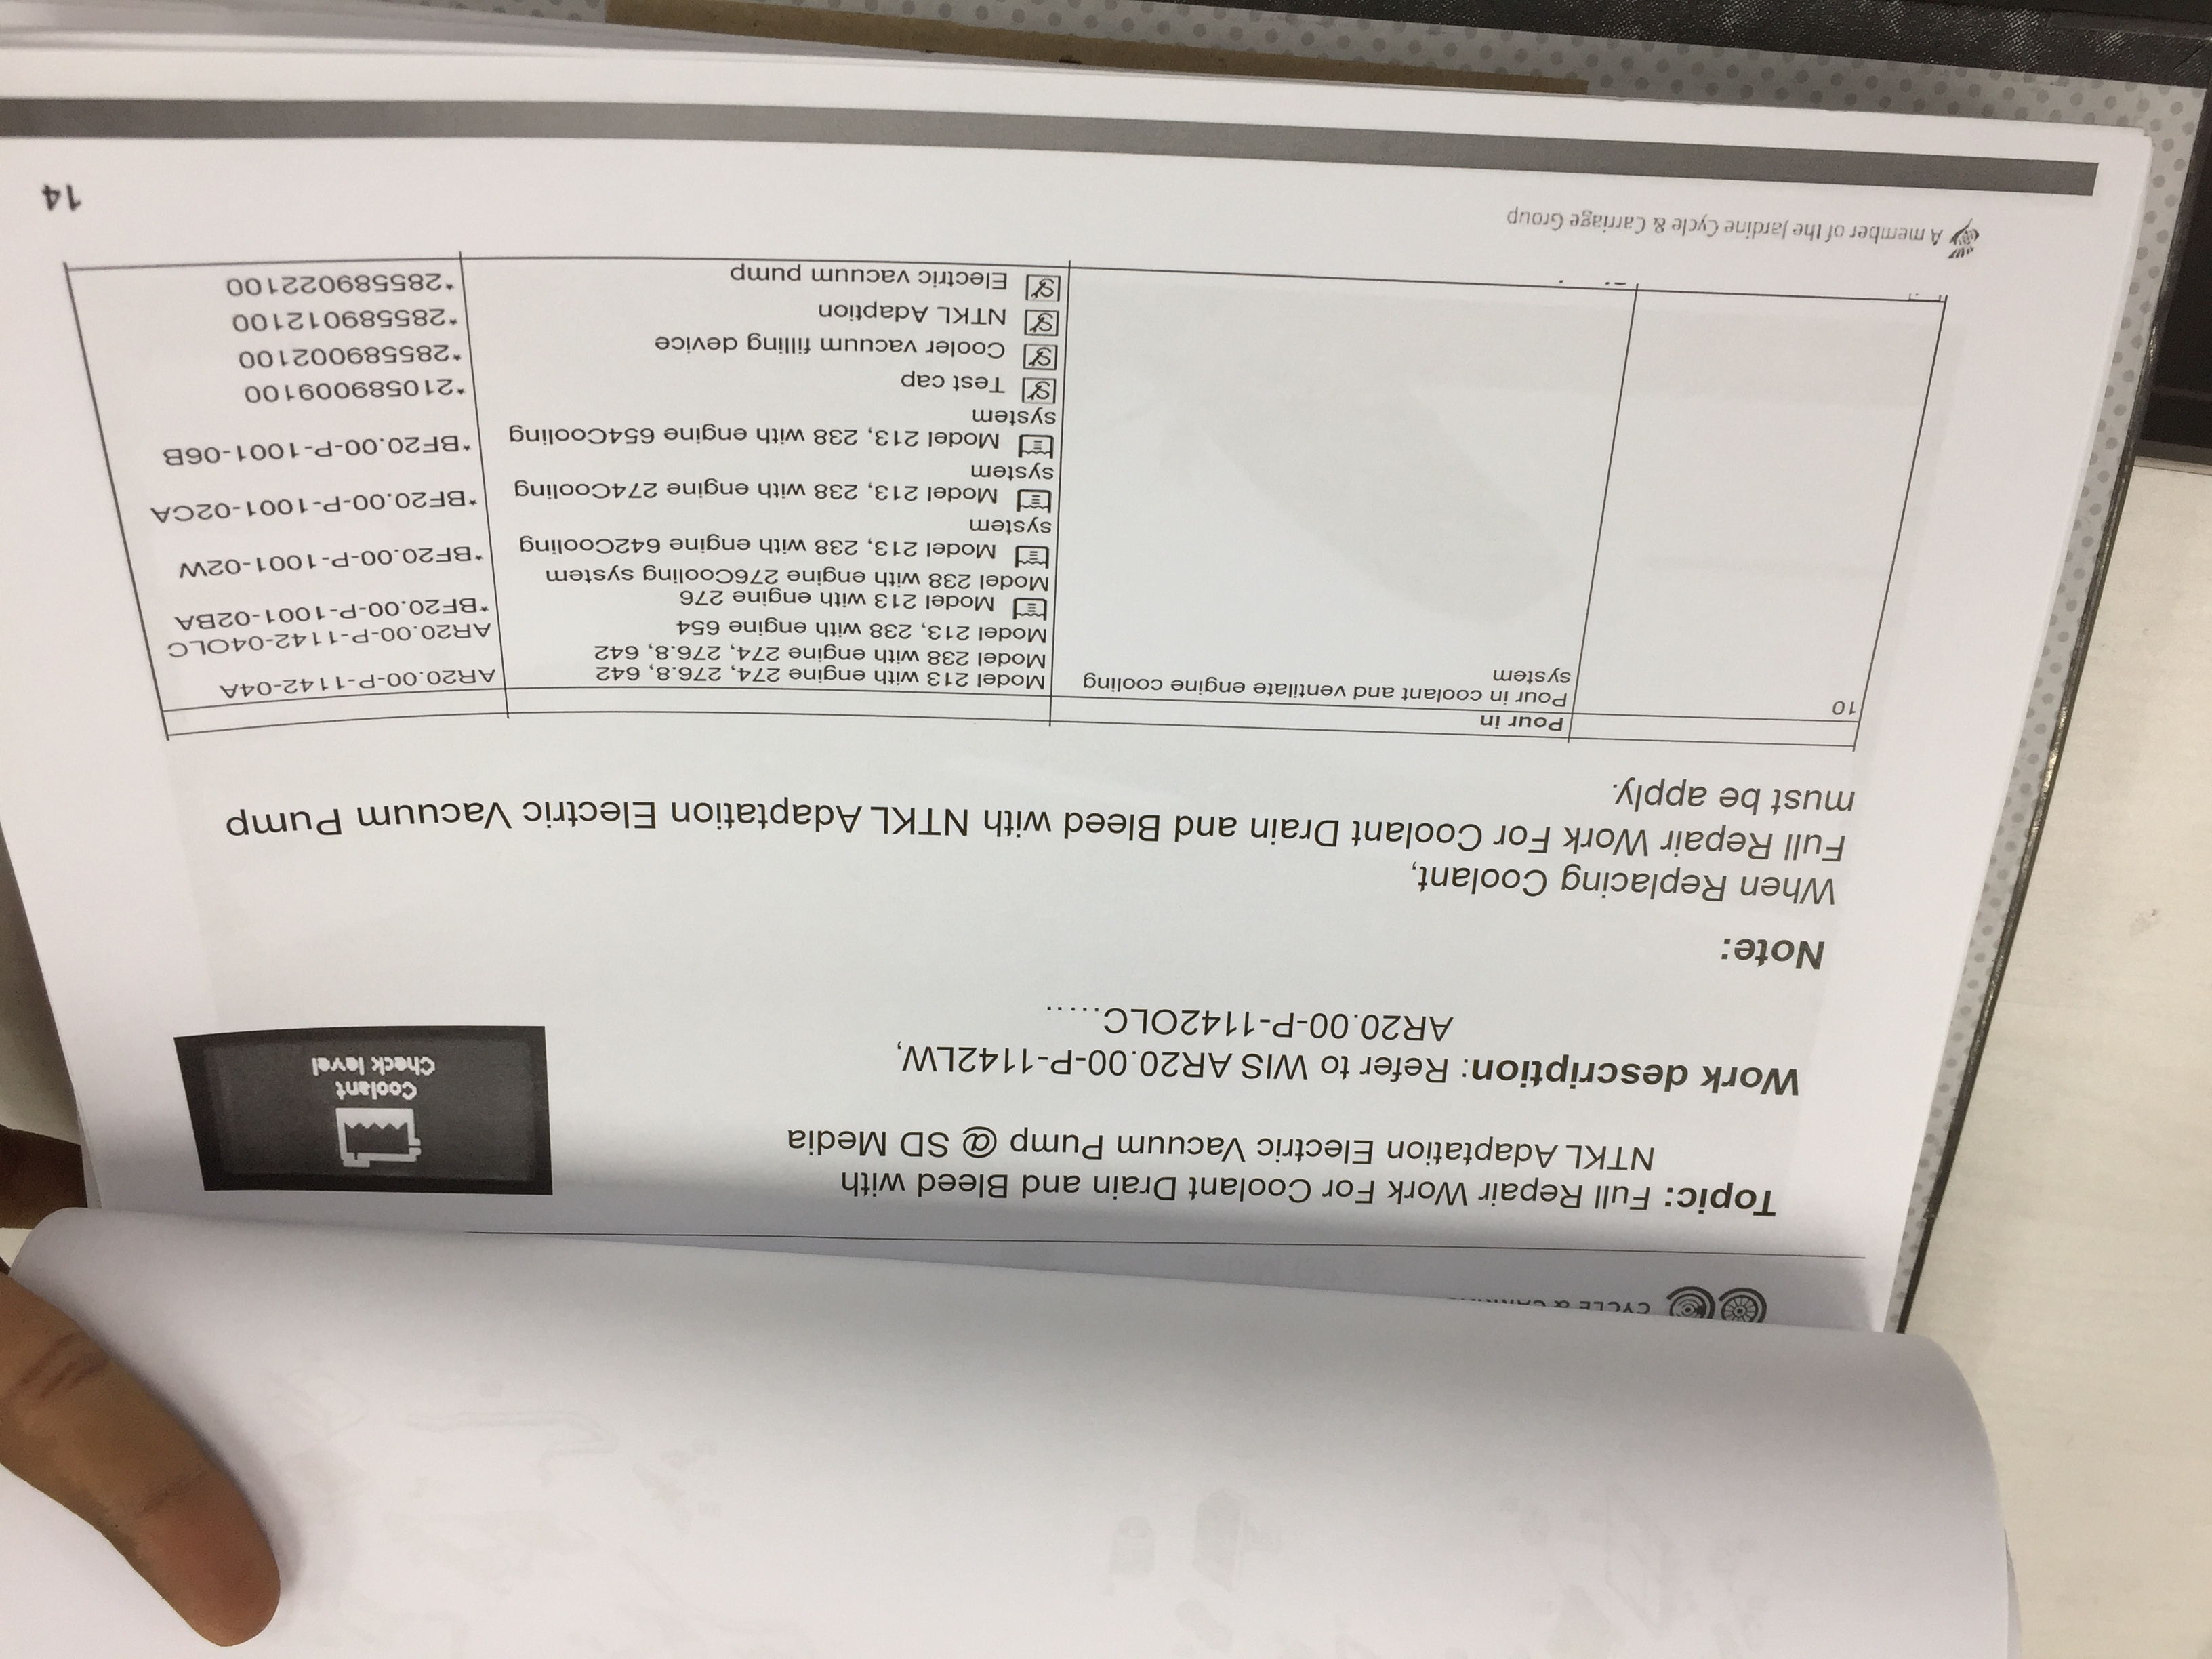 CYCLE &
Topic: Full Repair Work For Coolant Drain and Bleed with
NTKL Adaptation Electric Vacuum Pump @ SD Media
Coolant
Check level
Work description: Refer to WIS AR20.00-P-1142LW,
AR20.00-P-1142OLC.....
Note:
When Replacing Coolant,
Full Repair Work For Coolant Drain and Bleed with NTKL Adaptation Electric Vacuum Pump
must be apply.
Pour in
10 Pour in coolant and ventilate engine cooling
system
Model 213 with engine 274, 276.8, 642 AR20.00-P-1142-04A
Model 238 with engine 274, 276.8, 642
Model 213, 238 with engine 654 AR20.00-P-1142-04OLC
Model 213 with engine 276 *BF20.00-P-1001-02BA
Model 238 with engine 276Cooling system
Model 213, 238 with engine 642Cooling *BF20.00-P-1001-02W
system
Model 213, 238 with engine 274Cooling *BF20.00-P-1001-02CA
system
Model 213, 238 with engine 654Cooling *BF20.00-P-1001-06B
system
Test cap *210589009100
Cooler vacuum filling device *285589002100
NTKL Adaption *285589012100
Electric vacuum pump *285589022100
A member of the Jardine Cycle & Carriage Group
14